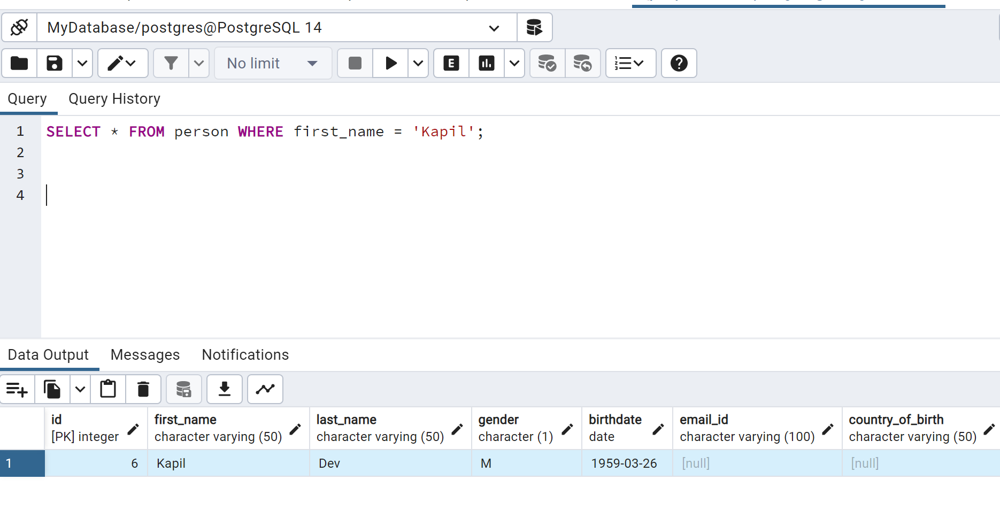 MyDatabase/postgres@PostgreSQL 14
No limit
E
Query Query History
1 SELECT * FROM person WHERE first_name = 'Kapil';
2
3
4
Data Output Messages Notifications
id first_name last_name gender birthdate email_id country_of_birth
[PK] integer character varying (50) character varying (50) character (1) date character varying (100) character varying (50)
1 6 Kapil Dev M 1959-03-26 [null] [null]